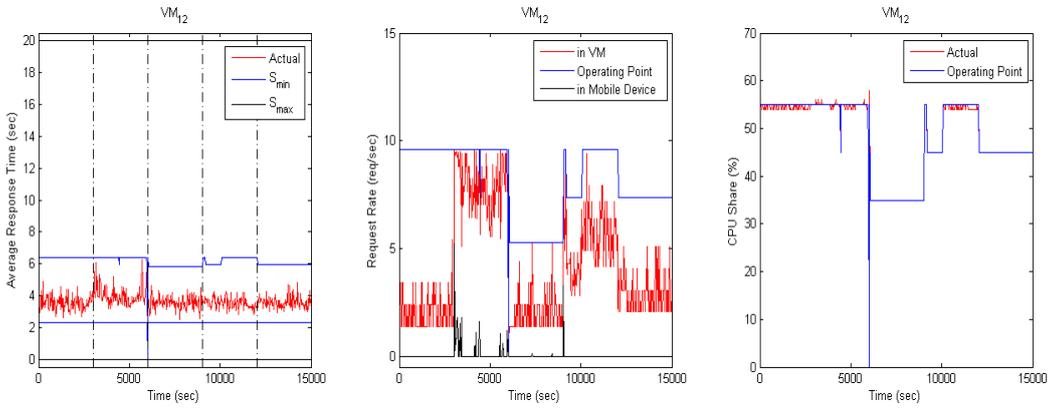 VM12
Average Response Time (sec)
20
18
16
14
12
10
8
6
4
2
0
Actual
Smin
Smax
0 5000 10000 15000
Time (sec)
VM12
Request Rate (req/sec)
15
10
5
0
in VM
Operating Point
in Mobile Device
0 5000 10000 15000
Time (sec)
VM12
CPU Share (%)
70
60
50
40
30
20
10
0
Actual
Operating Point
0 5000 10000 15000
Time (sec)